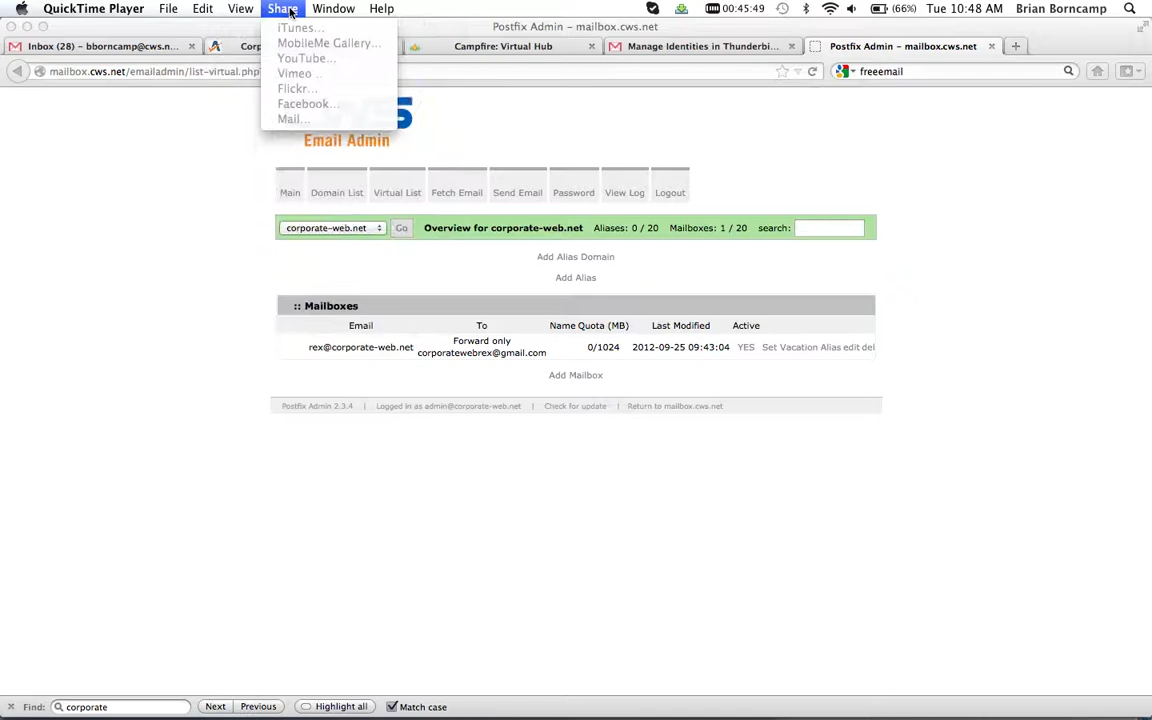 QuickTime Player File Edit View Share Window Help 00:45:49 (66%) Tue 10:48 AM Brian Borncamp
iTunes...
MobileMe Gallery...
YouTube...
Vimeo...
Flickr...
Facebook...
Mail...
Postfix Admin – mailbox.cws.net
Inbox (28) – bborncamp@cws.n... Corp Campfire: Virtual Hub Manage Identities in Thunderbi... Postfix Admin – mailbox.cws.net
mailbox.cws.net/emailadmin/list-virtual.php? freeemail
Email Admin
Main Domain List Virtual List Fetch Email Send Email Password View Log Logout
corporate-web.net Go Overview for corporate-web.net Aliases: 0 / 20 Mailboxes: 1 / 20 search:
Add Alias Domain
Add Alias
:: Mailboxes
Email To Name Quota (MB) Last Modified Active
rex@corporate-web.net Forward only 0/1024 2012-09-25 09:43:04 YES Set Vacation Alias edit del
corporatewebrex@gmail.com
Add Mailbox
Postfix Admin 2.3.4 | Logged in as admin@corporate-web.net | Check for update | Return to mailbox.cws.net
Find: corporate Next Previous Highlight all Match case